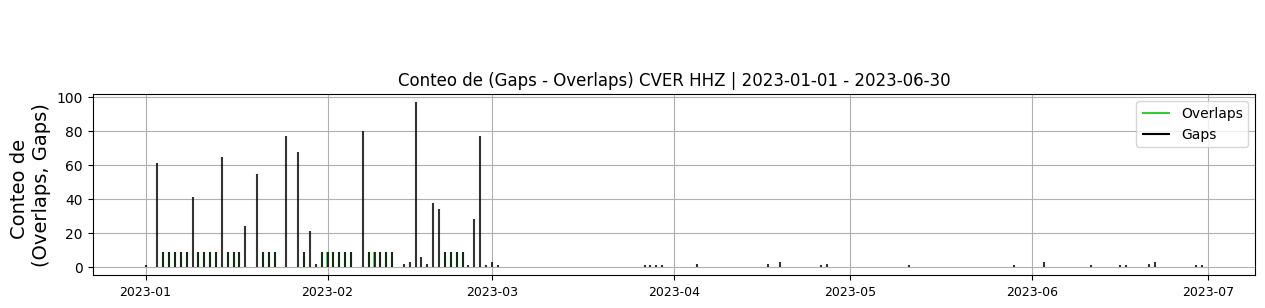 Conteo de (Gaps - Overlaps) CVER HHZ | 2023-01-01 - 2023-06-30
Conteo de
(Overlaps, Gaps)
100
80
60
40
20
0
Overlaps
Gaps
2023-01
2023-02
2023-03
2023-04
2023-05
2023-06
2023-07